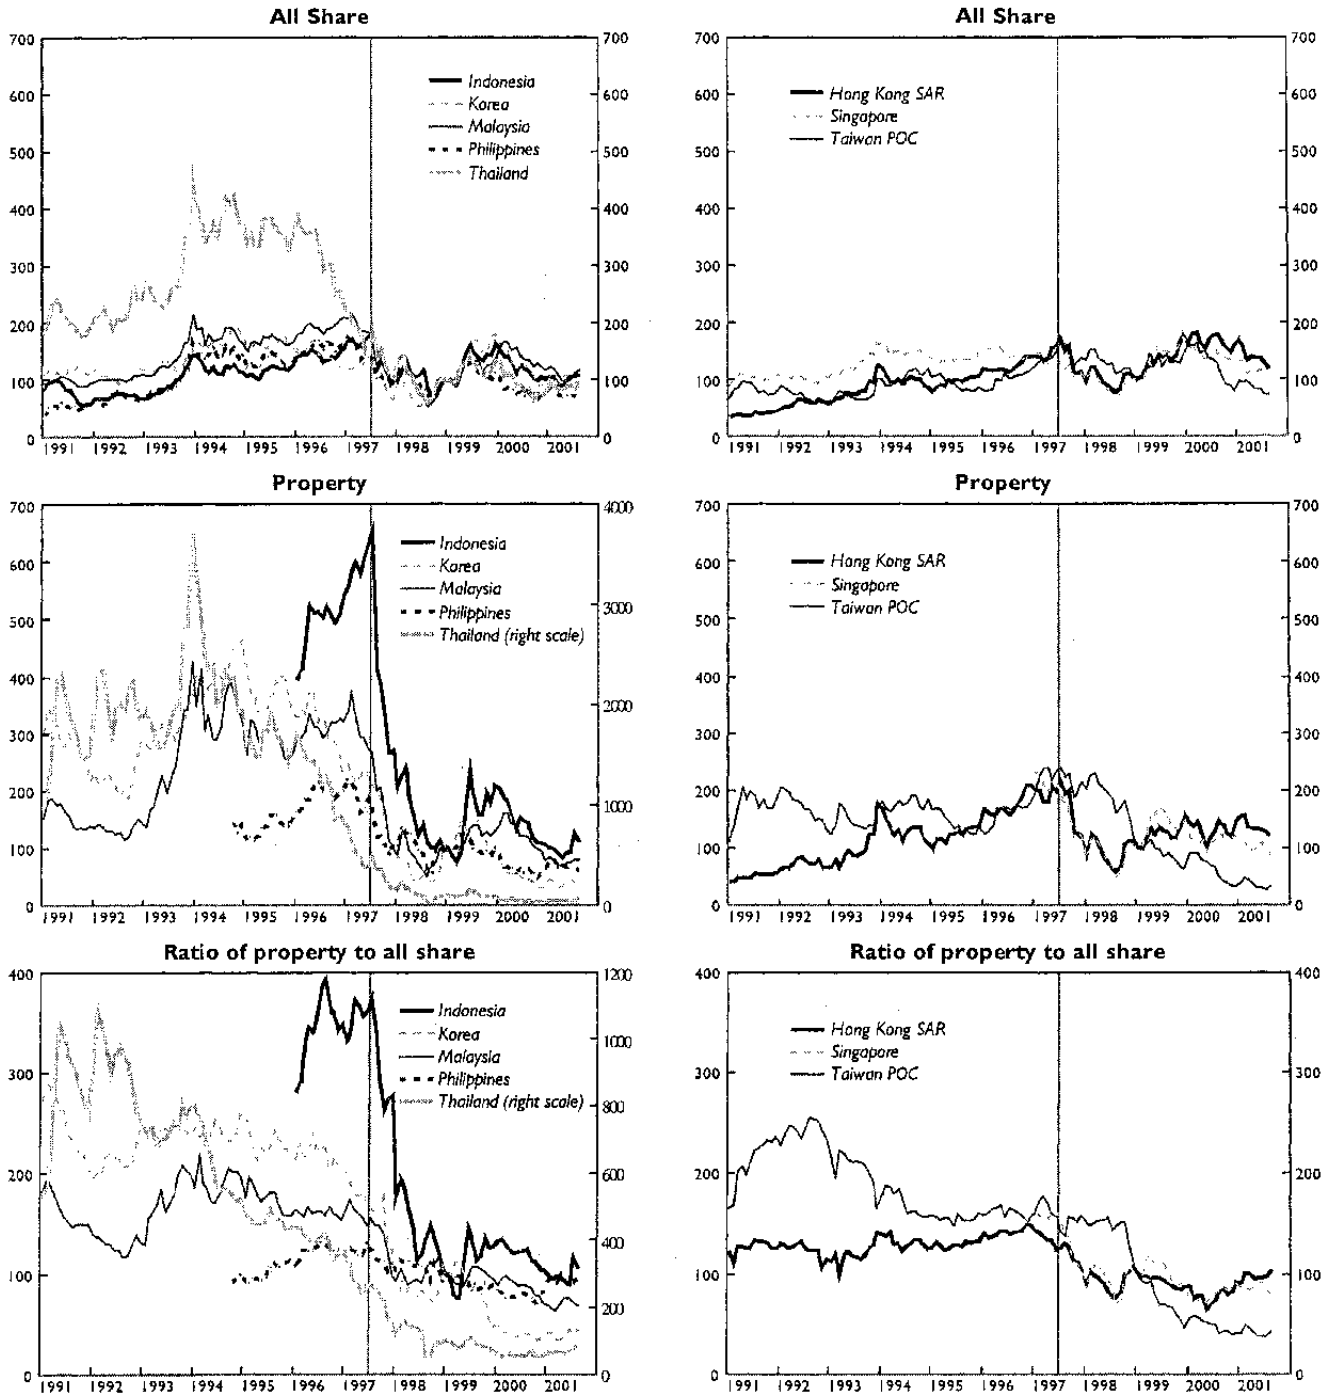 All Share
700
600
500
400
300
200
100
0
700
600
500
400
300
200
100
0
Indonesia
Korea
Malaysia
Philippines
Thailand
1991 1992 1993 1994 1995 1996 1997 1998 1999 2000 2001
All Share
700
600
500
400
300
200
100
0
700
600
500
400
300
200
100
0
Hong Kong SAR
Singapore
Taiwan POC
1991 1992 1993 1994 1995 1996 1997 1998 1999 2000 2001
Property
700
600
500
400
300
200
100
0
4000
3000
2000
1000
0
Indonesia
Korea
Malaysia
Philippines
Thailand (right scale)
1991 1992 1993 1994 1995 1996 1997 1998 1999 2000 2001
Property
700
600
500
400
300
200
100
0
700
600
500
400
300
200
100
0
Hong Kong SAR
Singapore
Taiwan POC
1991 1992 1993 1994 1995 1996 1997 1998 1999 2000 2001
Ratio of property to all share
400
300
200
100
0
1200
1000
800
600
400
200
0
Indonesia
Korea
Malaysia
Philippines
Thailand (right scale)
1991 1992 1993 1994 1995 1996 1997 1998 1999 2000 2001
Ratio of property to all share
400
300
200
100
0
400
300
200
100
0
Hong Kong SAR
Singapore
Taiwan POC
1991 1992 1993 1994 1995 1996 1997 1998 1999 2000 2001